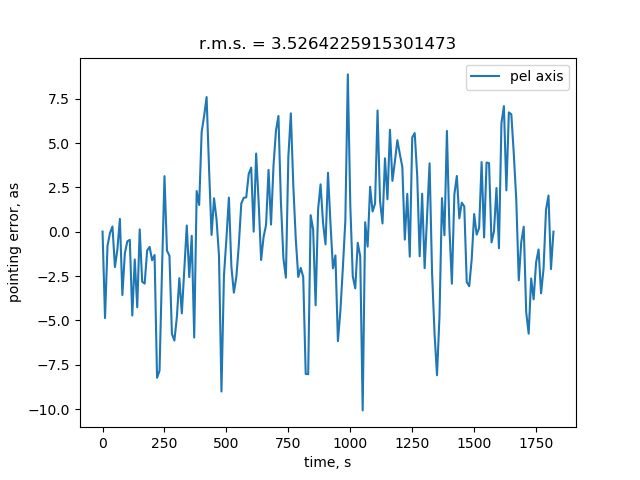 r.m.s. = 3.5264225915301473
pel axis
pointing error, as
7.5
5.0
2.5
0.0
−2.5
−5.0
−7.5
−10.0
0 250 500 750 1000 1250 1500 1750
time, s